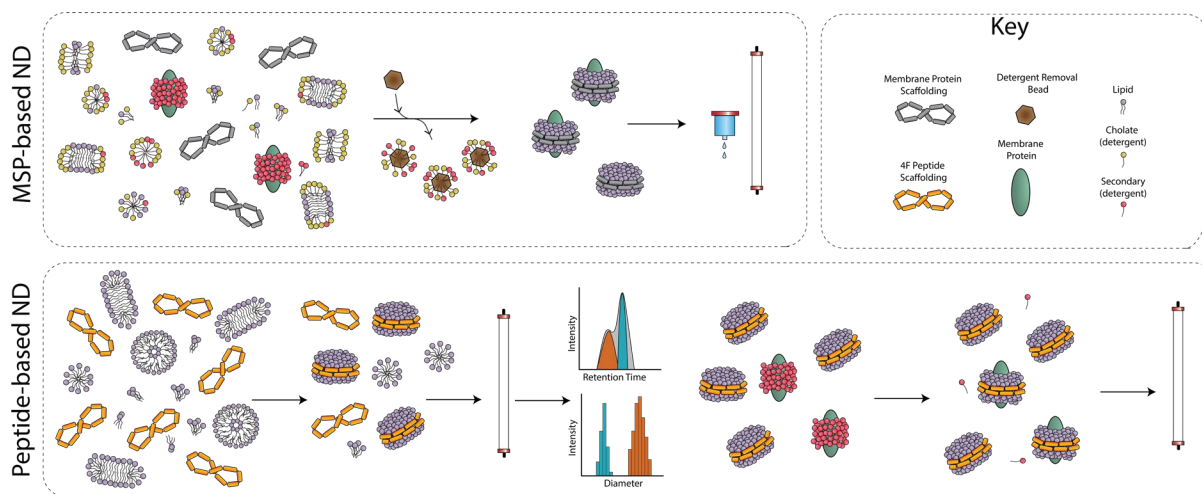 MSP-based ND
Key
Membrane Protein
Scaffolding
Detergent Removal
Bead
Lipid
Cholate
(detergent)
Membrane
Protein
4F Peptide
Scaffolding
Secondary
(detergent)
Peptide-based ND
Intensity
Retention Time
Intensity
Diameter